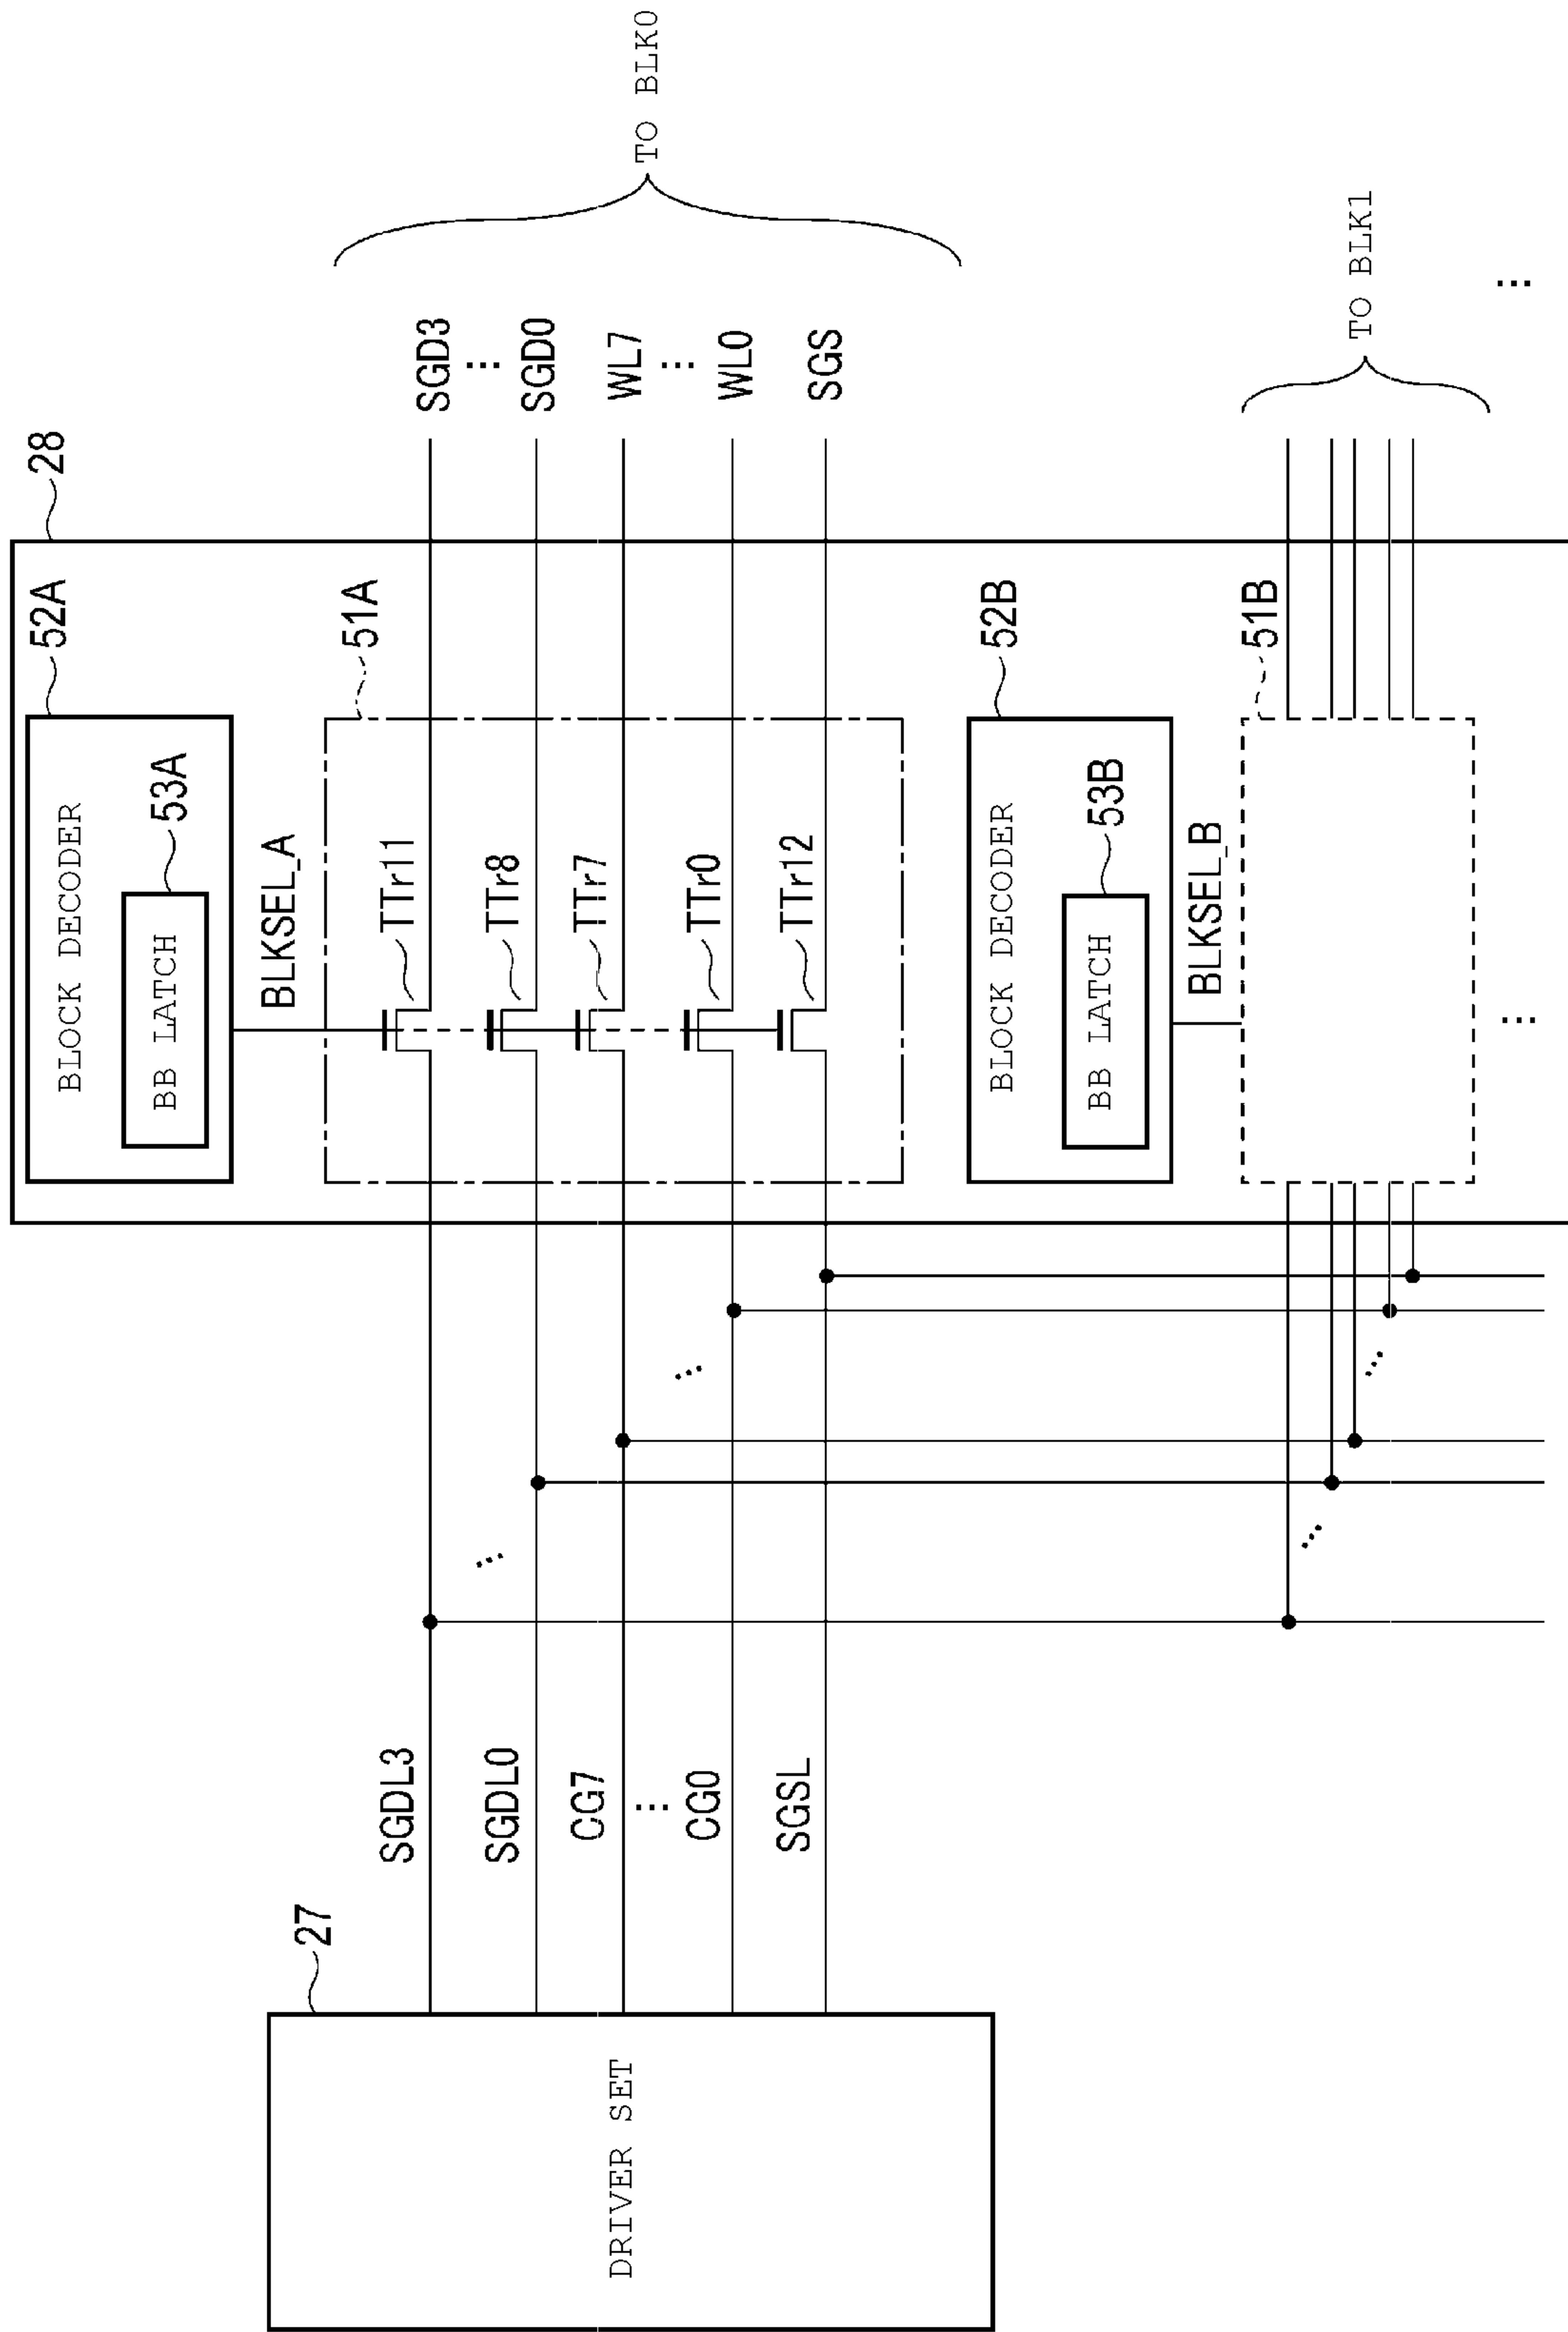 27
DRIVER SET
SGDL3
SGDL0
CG7
⋮
CG0
SGSL
28
52A
BLOCK DECODER
53A
BB LATCH
BLKSEL_A
51A
TTr11
TTr8
TTr7
TTr0
TTr12
SGD3
⋮
SGD0
WL7
⋮
WL0
SGS
TO BLK0
52B
BLOCK DECODER
53B
BB LATCH
BLKSEL_B
51B
TO BLK1